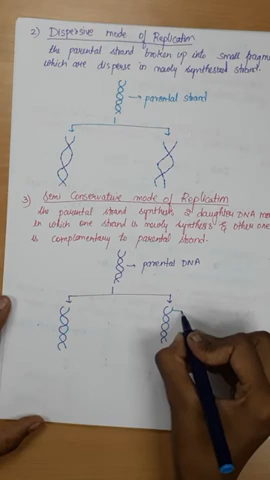 2) Dispersive mode of Replication
the parental strand broken up into small fragm
which are disperse in newly synthesized strand.
→ parental strand
3) Semi Conservative mode of Replication
the parental strand synthesis 2 daughter DNA mo
in which one strand is newly synthesis & other one
is complementary to parental strand.
→ parental DNA